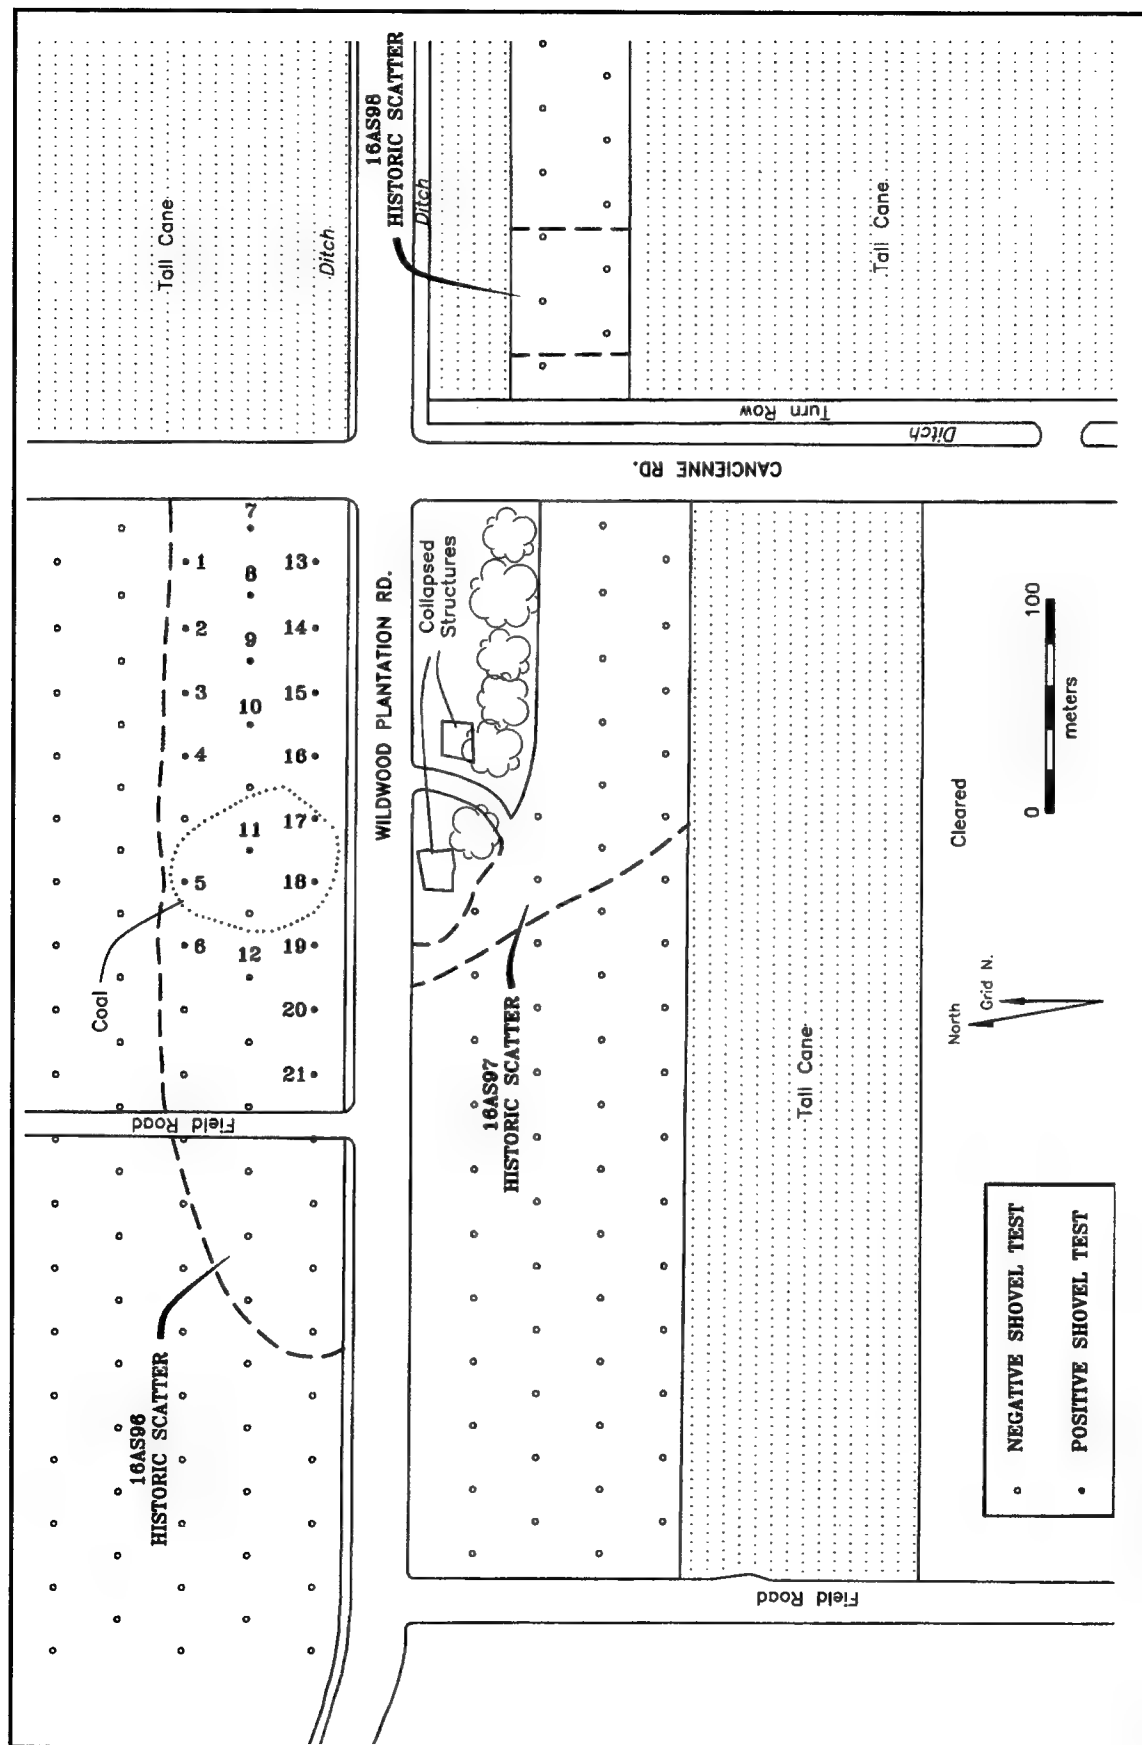 Tall Cane
Ditch
16AS98
HISTORIC SCATTER
Ditch
Tall Cane
Turn Row
Ditch
CANCIENNE RD.
7
1
8
13
2
9
14
3
10
15
4
16
11
17
5
18
6
12
19
20
21
Coal
Field Road
WILDWOOD PLANTATION RD.
Collapsed
Structures
16AS97
HISTORIC SCATTER
Tall Cane
Cleared
0
100
meters
North
Grid N.
16AS96
HISTORIC SCATTER
Field Road
NEGATIVE SHOVEL TEST
POSITIVE SHOVEL TEST